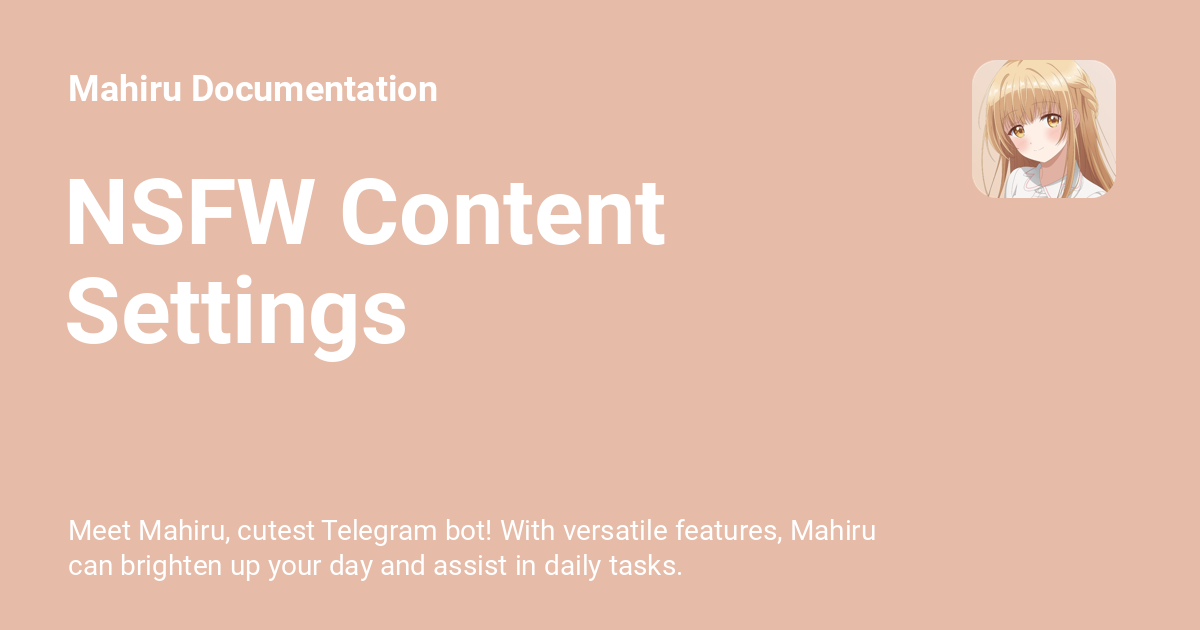 Mahiru Documentation
NSFW Content
Settings
Meet Mahiru, cutest Telegram bot! With versatile features, Mahiru
can brighten up your day and assist in daily tasks.